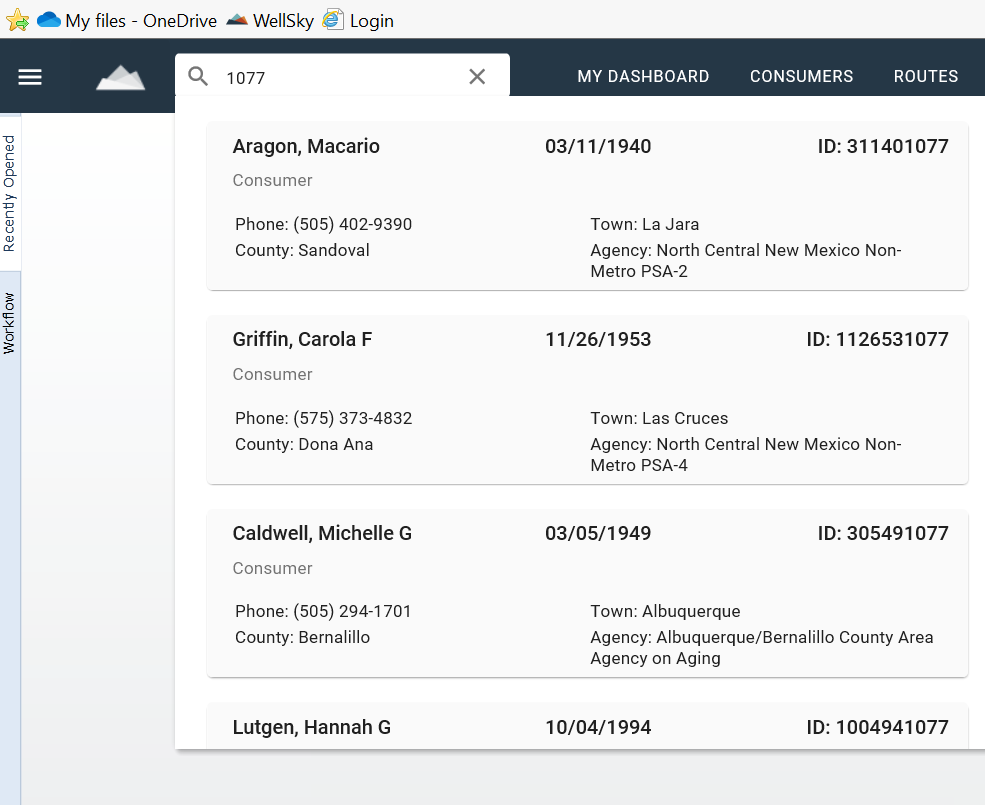 My files - OneDrive WellSky Login
1077 MY DASHBOARD CONSUMERS ROUTES
Recently Opened
Workflow
Aragon, Macario 03/11/1940 ID: 311401077
Consumer
Phone: (505) 402-9390 Town: La Jara
County: Sandoval Agency: North Central New Mexico Non-
Metro PSA-2
Griffin, Carola F 11/26/1953 ID: 1126531077
Consumer
Phone: (575) 373-4832 Town: Las Cruces
County: Dona Ana Agency: North Central New Mexico Non-
Metro PSA-4
Caldwell, Michelle G 03/05/1949 ID: 305491077
Consumer
Phone: (505) 294-1701 Town: Albuquerque
County: Bernalillo Agency: Albuquerque/Bernalillo County Area
Agency on Aging
Lutgen, Hannah G 10/04/1994 ID: 1004941077